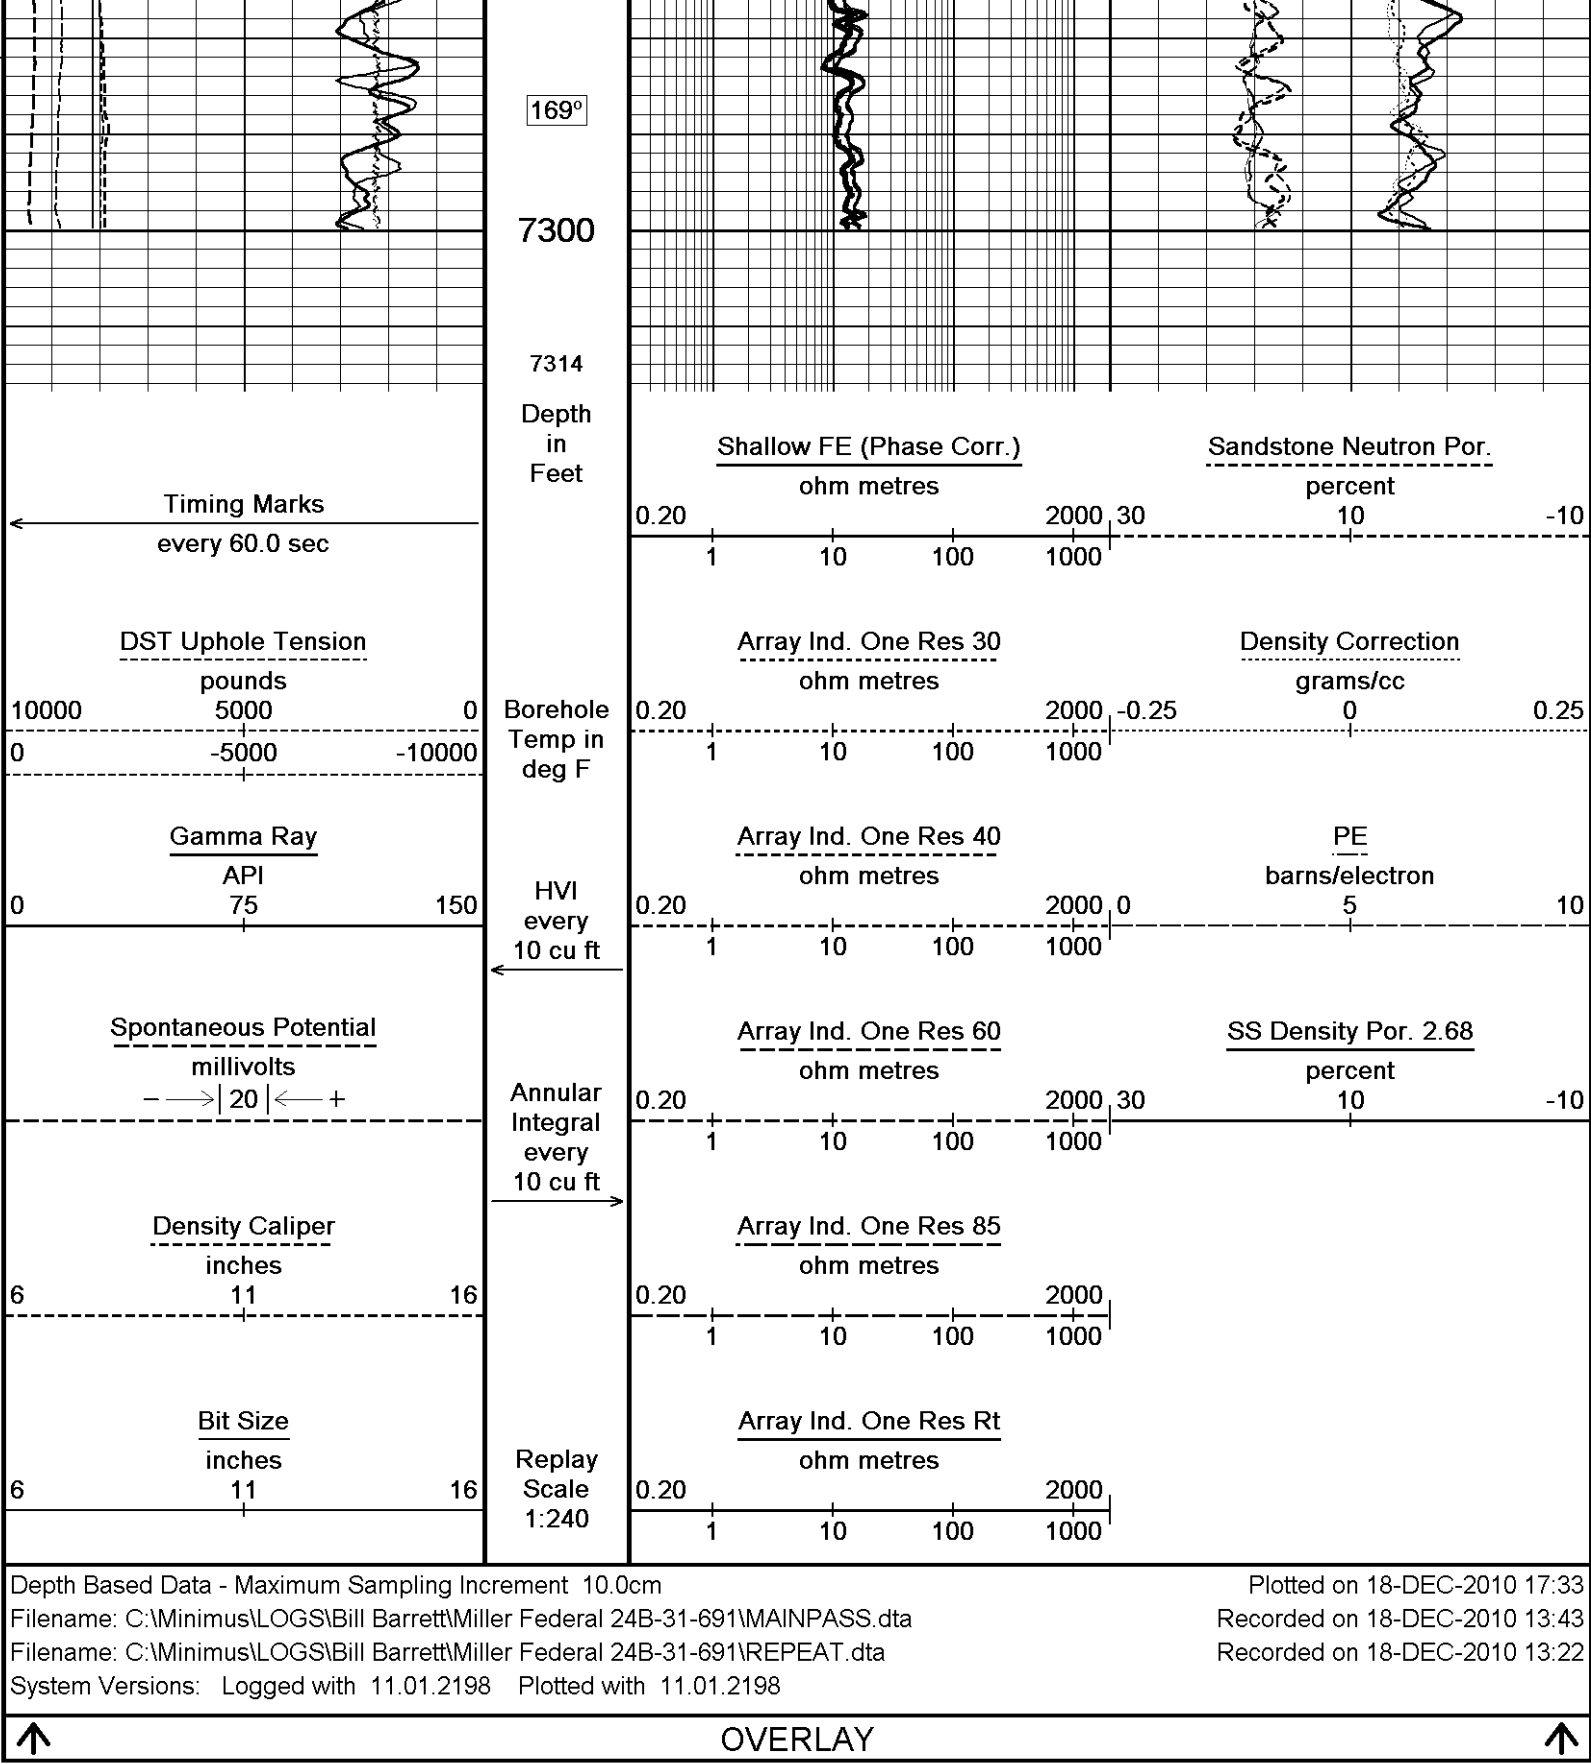 169º
7300
7314
Depth
in
Feet
Timing Marks
every 60.0 sec
DST Uphole Tension
pounds
10000 5000 0
0 -5000 -10000
Gamma Ray
API
0 75 150
Spontaneous Potential
millivolts
− 20 +
Density Caliper
inches
6 11 16
Bit Size
inches
6 11 16
Borehole
Temp in
deg F
HVI
every
10 cu ft
Annular
Integral
every
10 cu ft
Replay
Scale
1:240
Shallow FE (Phase Corr.)
ohm metres
0.20 2000
1 10 100 1000
Array Ind. One Res 30
ohm metres
0.20 2000
1 10 100 1000
Array Ind. One Res 40
ohm metres
0.20 2000
1 10 100 1000
Array Ind. One Res 60
ohm metres
0.20 2000
1 10 100 1000
Array Ind. One Res 85
ohm metres
0.20 2000
1 10 100 1000
Array Ind. One Res Rt
ohm metres
0.20 2000
1 10 100 1000
Sandstone Neutron Por.
percent
30 10 -10
Density Correction
grams/cc
-0.25 0 0.25
PE
barns/electron
0 5 10
SS Density Por. 2.68
percent
30 10 -10
Depth Based Data - Maximum Sampling Increment 10.0cm Plotted on 18-DEC-2010 17:33
Filename: C:\Minimus\LOGS\Bill Barrett\Miller Federal 24B-31-691\MAINPASS.dta Recorded on 18-DEC-2010 13:43
Filename: C:\Minimus\LOGS\Bill Barrett\Miller Federal 24B-31-691\REPEAT.dta Recorded on 18-DEC-2010 13:22
System Versions: Logged with 11.01.2198 Plotted with 11.01.2198
OVERLAY